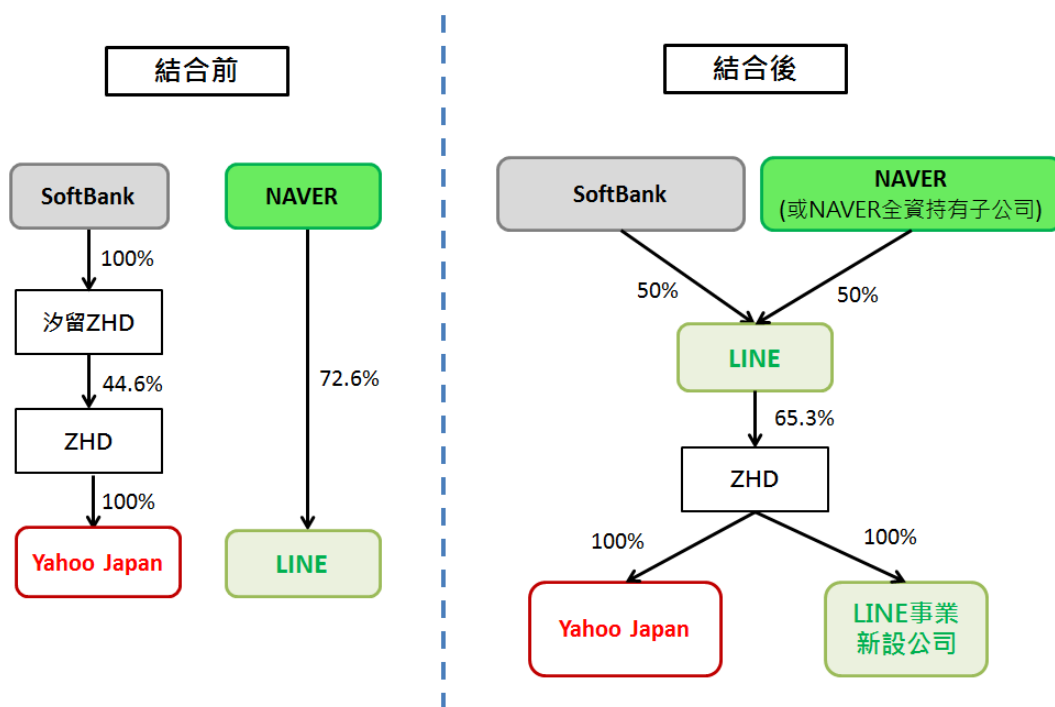 結合前
SoftBank
NAVER
100%
汐留ZHD
44.6%
72.6%
ZHD
100%
Yahoo Japan
LINE
結合後
SoftBank
NAVER
(或NAVER全資持有子公司)
50%
50%
LINE
65.3%
ZHD
100%
100%
Yahoo Japan
LINE事業
新設公司